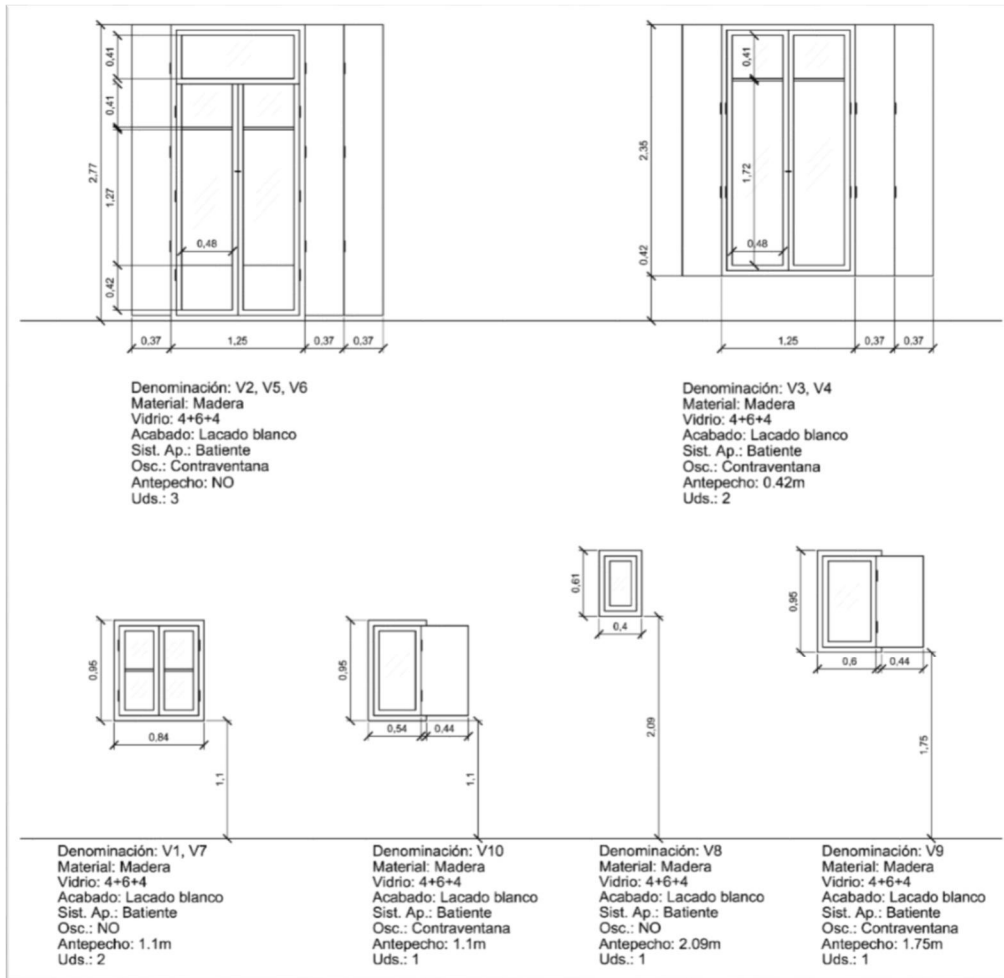 0,41
0,41
2,77
1,27
0,48
0,42
0,37
1,25
0,37
0,37
Denominación: V2, V5, V6
Material: Madera
Vidrio: 4+6+4
Acabado: Lacado blanco
Sist. Ap.: Batiente
Osc.: Contraventana
Antepecho: NO
Uds.: 3
0,41
2,35
1,72
0,48
0,42
1,25
0,37
0,37
Denominación: V3, V4
Material: Madera
Vidrio: 4+6+4
Acabado: Lacado blanco
Sist. Ap.: Batiente
Osc.: Contraventana
Antepecho: 0.42m
Uds.: 2
0,95
0,84
1,1
Denominación: V1, V7
Material: Madera
Vidrio: 4+6+4
Acabado: Lacado blanco
Sist. Ap.: Batiente
Osc.: NO
Antepecho: 1.1m
Uds.: 2
0,95
0,54
0,44
1,1
Denominación: V10
Material: Madera
Vidrio: 4+6+4
Acabado: Lacado blanco
Sist. Ap.: Batiente
Osc.: Contraventana
Antepecho: 1.1m
Uds.: 1
0,61
0,4
2,09
Denominación: V8
Material: Madera
Vidrio: 4+6+4
Acabado: Lacado blanco
Sist. Ap.: Batiente
Osc.: NO
Antepecho: 2.09m
Uds.: 1
0,95
0,6
0,44
1,75
Denominación: V9
Material: Madera
Vidrio: 4+6+4
Acabado: Lacado blanco
Sist. Ap.: Batiente
Osc.: Contraventana
Antepecho: 1.75m
Uds.: 1